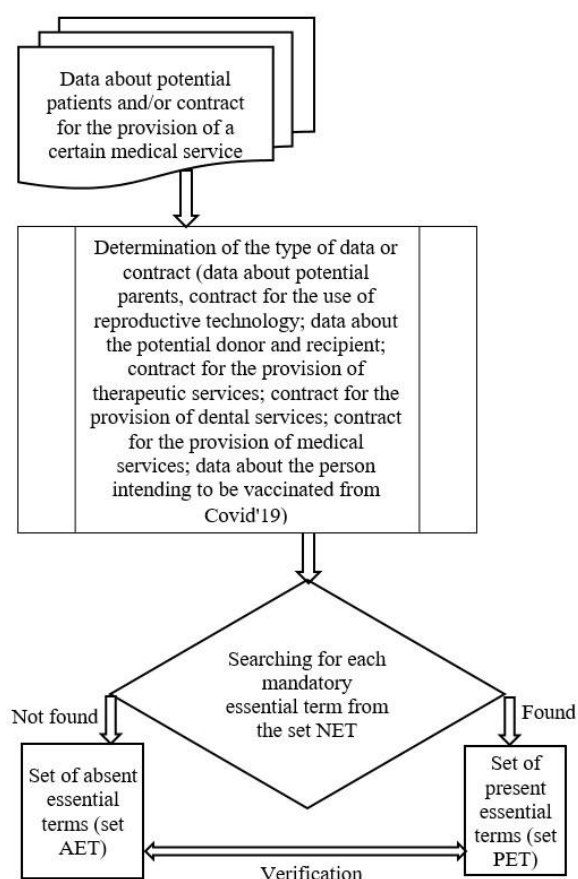 Data about potential
patients and/or contract
for the provision of a
certain medical service
Determination of the type of data or
contract (data about potential
parents, contract for the use of
reproductive technology; data about
the potential donor and recipient;
contract for the provision of
therapeutic services; contract for the
provision of dental services; contract
for the provision of medical
services; data about the person
intending to be vaccinated from
Covid'19)
Searching for each
mandatory
essential term from
the set NET
Not found
Found
Set of absent
essential
terms (set
AET)
Set of
present
essential
terms (set
PET)
Verification